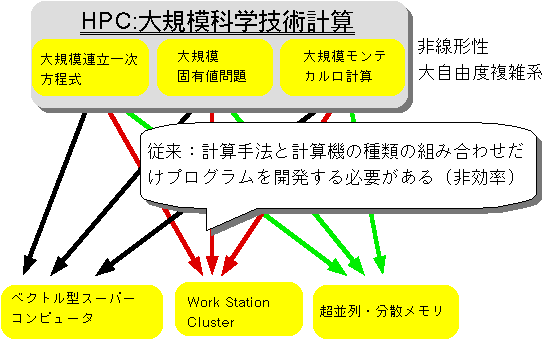 HPC:大規模科学技術計算
大規模連立一次
方程式
大規模
固有値問題
大規模モンテ
カルロ計算
非線形性
大自由度複雑系
従来：計算手法と計算機の種類の組み合わせだ
けプログラムを開発する必要がある（非効率）
ベクトル型スーパー
コンピュータ
Work Station
Cluster
超並列・分散メモリ